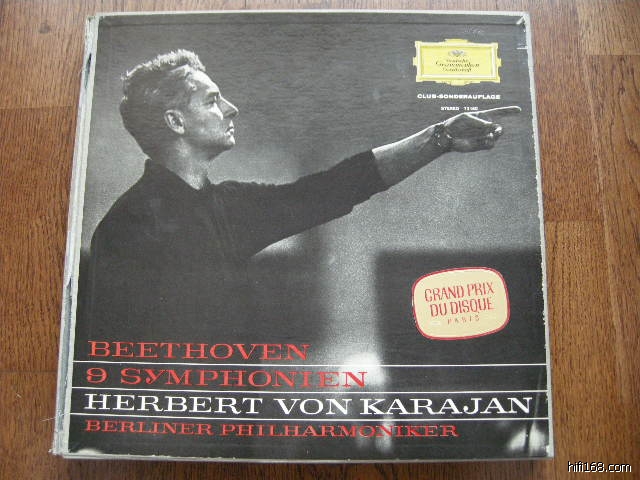 Deutsche
Grammophon
Gesellschaft
CLUB-SONDERAUFLAGE
STEREO
GRAND PRIX
DU DISQUE
PARIS
BEETHOVEN
9 SYMPHONIEN
HERBERT VON KARAJAN
BERLINER PHILHARMONIKER
hifi168.com